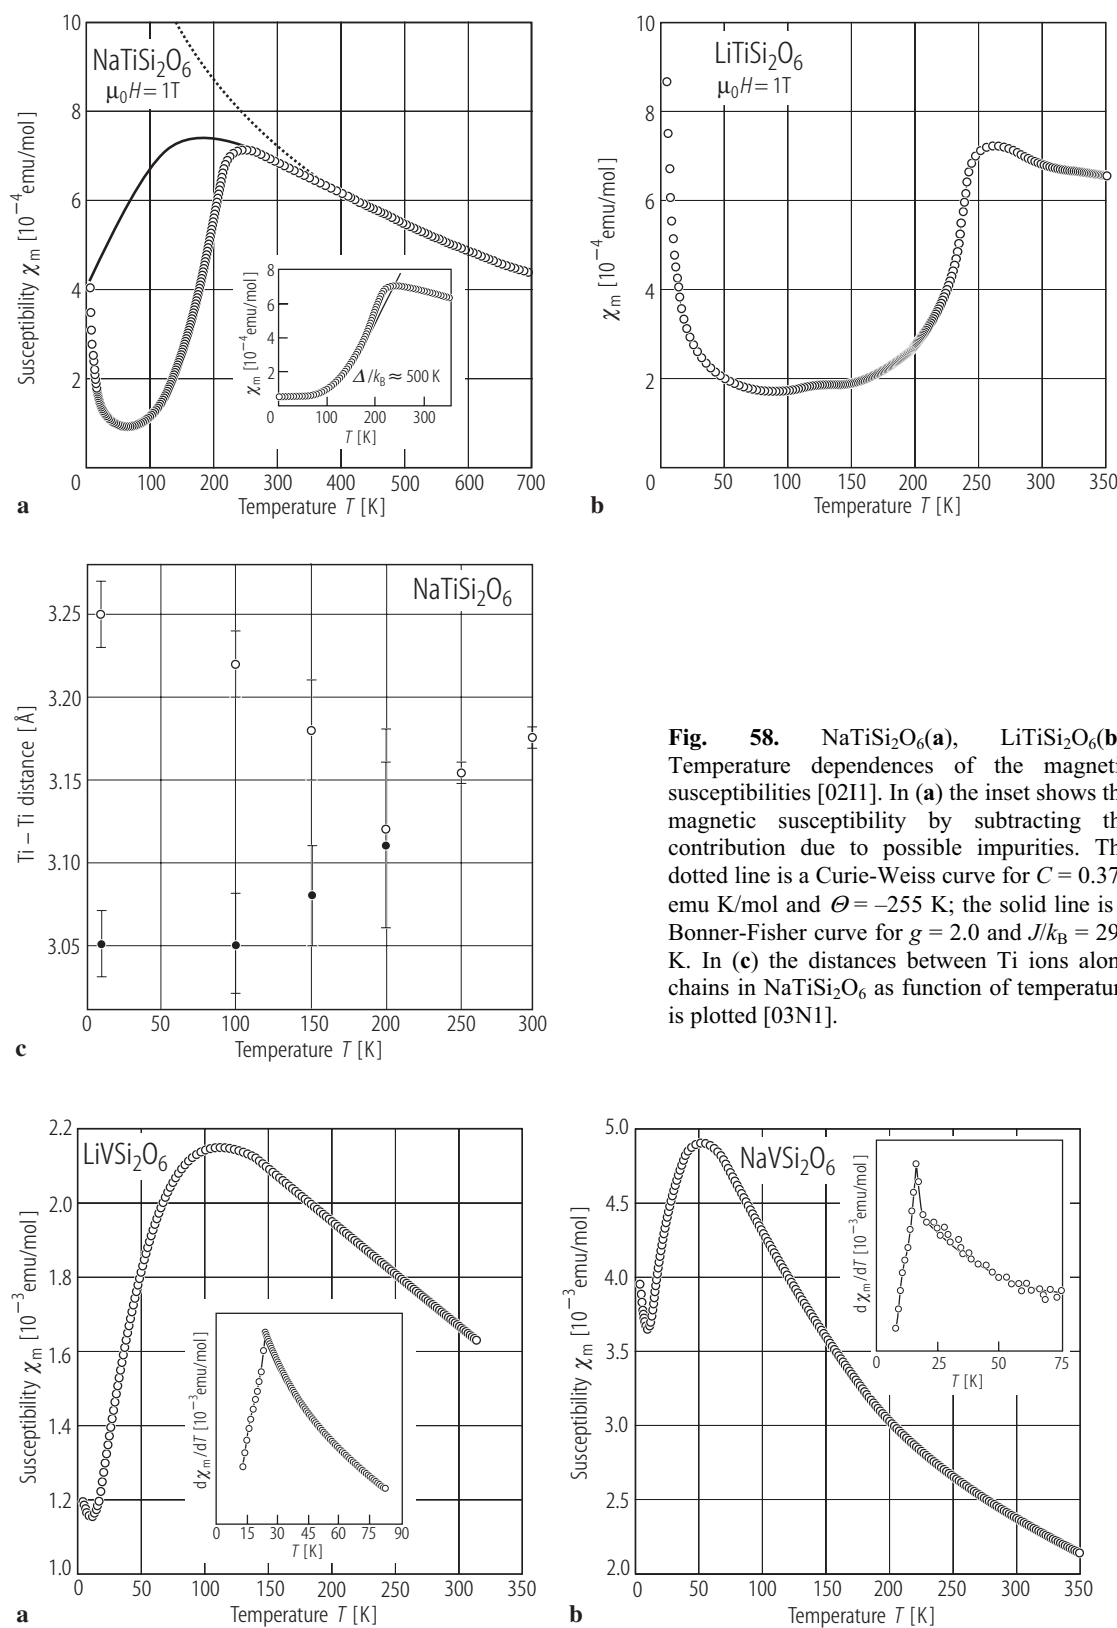 10
8
6
4
2
Susceptibility χm [10−4emu/mol]
NaTiSi2O6
μ0H = 1T
8
6
4
2
0
100
200
300
χm [10−4emu/mol]
Δ/kB ≈ 500 K
T [K]
0
100
200
300
400
500
600
700
Temperature T [K]
a
10
8
6
4
2
χm [10−4emu/mol]
LiTiSi2O6
μ0H = 1T
0
50
100
150
200
250
300
350
Temperature T [K]
b
3.25
3.20
3.15
3.10
3.05
Ti – Ti distance [Å]
NaTiSi2O6
0
50
100
150
200
250
300
Temperature T [K]
c
Fig. 58. NaTiSi2O6(a), LiTiSi2O6(b
Temperature dependences of the magneti
susceptibilities [02I1]. In (a) the inset shows th
magnetic susceptibility by subtracting th
contribution due to possible impurities. Th
dotted line is a Curie-Weiss curve for C = 0.37
emu K/mol and Θ = –255 K; the solid line is
Bonner-Fisher curve for g = 2.0 and J/kB = 29
K. In (c) the distances between Ti ions alon
chains in NaTiSi2O6 as function of temperatur
is plotted [03N1].
2.2
2.0
1.8
1.6
1.4
1.2
1.0
Susceptibility χm [10−3emu/mol]
LiVSi2O6
dχm/dT [10−3emu/mol]
0
15
30
45
60
75
90
T [K]
0
50
100
150
200
250
300
350
Temperature T [K]
a
5.0
4.5
4.0
3.5
3.0
2.5
2.0
Susceptibility χm [10−3emu/mol]
NaVSi2O6
dχm/dT [10−3emu/mol]
0
25
50
75
T [K]
0
50
100
150
200
250
300
350
Temperature T [K]
b